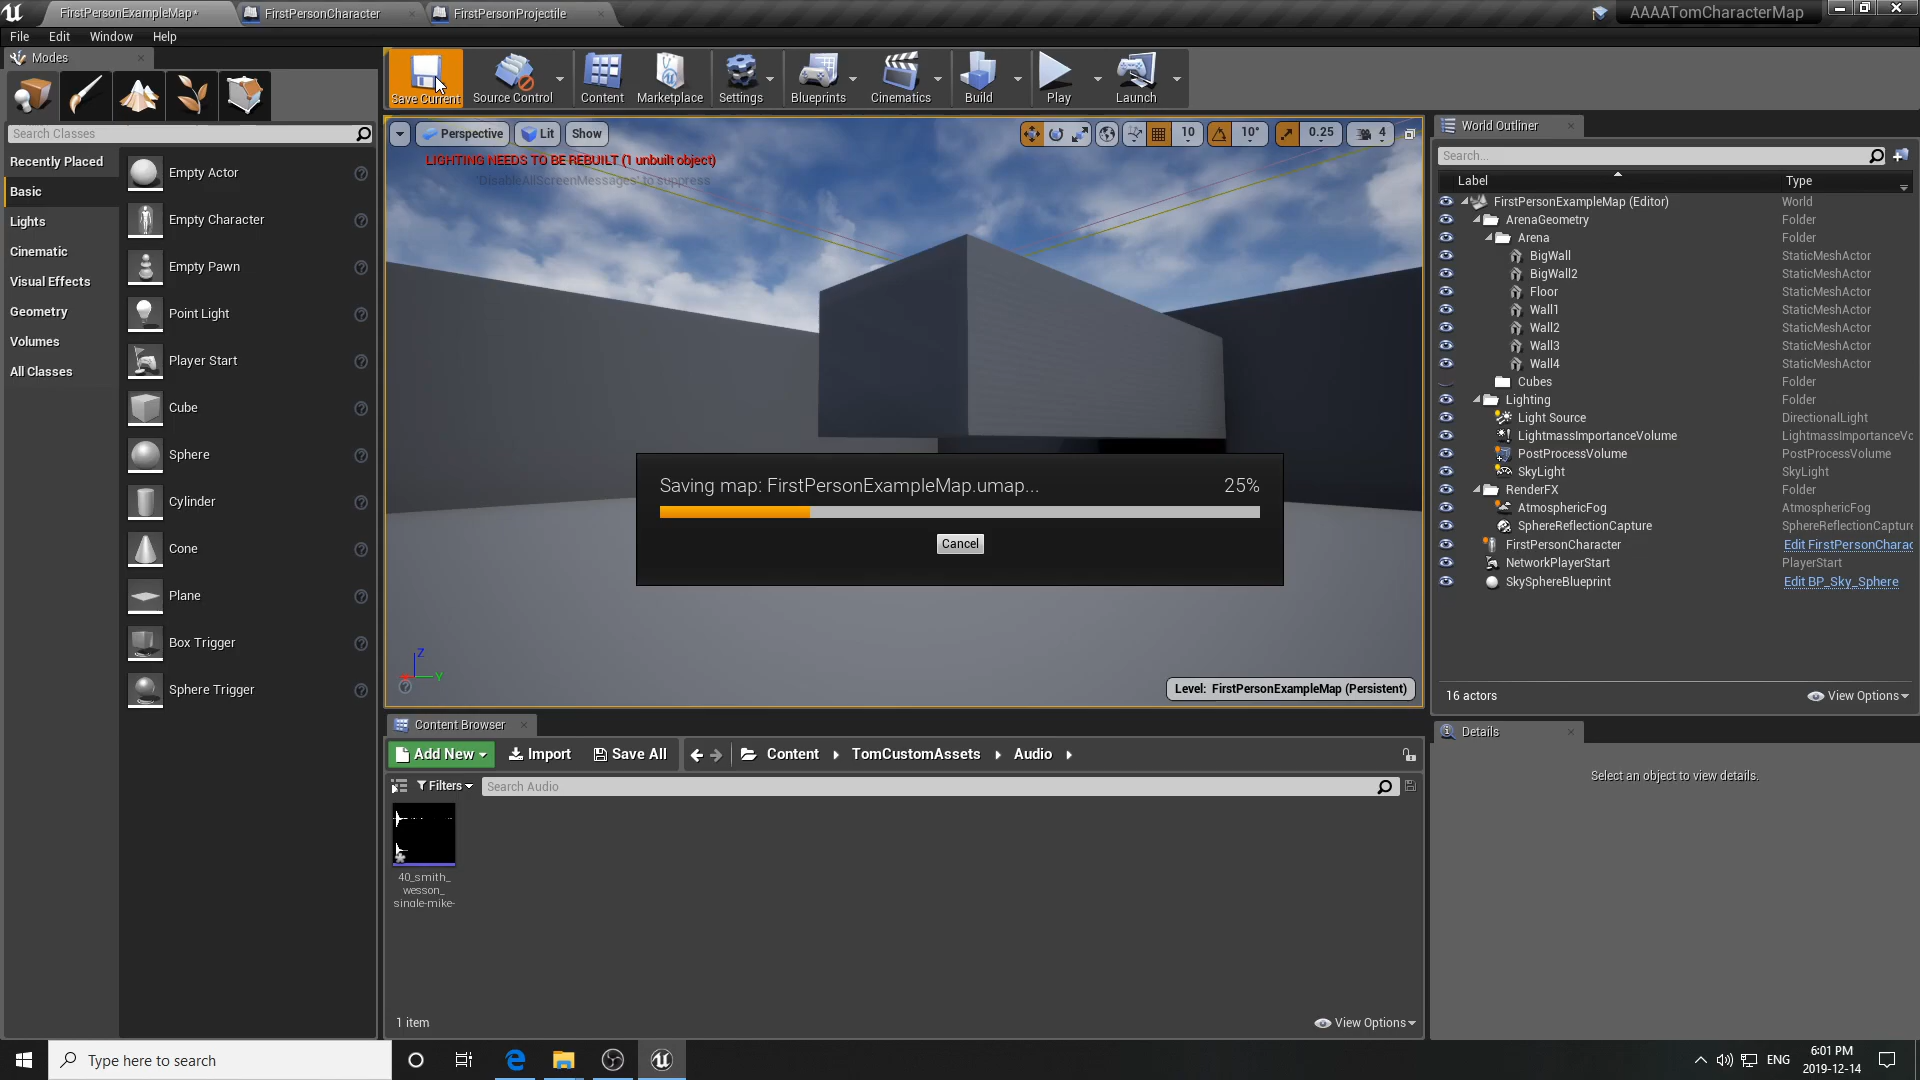 FirstPersonExampleMap*
FirstPersonCharacter
FirstPersonProjectile
AAAATomCharacterMap
File Edit Window Help
Modes
Search Classes
Recently Placed
Basic
Lights
Cinematic
Visual Effects
Geometry
Volumes
All Classes
Empty Actor
Empty Character
Empty Pawn
Point Light
Player Start
Cube
Sphere
Cylinder
Cone
Plane
Box Trigger
Sphere Trigger
Save Current
Source Control
Content
Marketplace
Settings
Blueprints
Cinematics
Build
Play
Launch
Perspective Lit Show
10 10° 0.25 4
LIGHTING NEEDS TO BE REBUILT (1 unbuilt object)
'DisableAllScreenMessages' to suppress
Saving map: FirstPersonExampleMap.umap... 25%
Cancel
Z
Y
Level: FirstPersonExampleMap (Persistent)
World Outliner
Search...
Label Type
FirstPersonExampleMap (Editor) World
ArenaGeometry Folder
Arena Folder
BigWall StaticMeshActor
BigWall2 StaticMeshActor
Floor StaticMeshActor
Wall1 StaticMeshActor
Wall2 StaticMeshActor
Wall3 StaticMeshActor
Wall4 StaticMeshActor
Cubes Folder
Lighting Folder
Light Source DirectionalLight
LightmassImportanceVolume LightmassImportanceVo
PostProcessVolume PostProcessVolume
SkyLight SkyLight
RenderFX Folder
AtmosphericFog AtmosphericFog
SphereReflectionCapture SphereReflectionCapture
FirstPersonCharacter Edit FirstPersonCharac
NetworkPlayerStart PlayerStart
SkySphereBlueprint Edit BP_Sky_Sphere
16 actors View Options
Details
Select an object to view details.
Content Browser
Add New Import Save All Content TomCustomAssets Audio
Filters Search Audio
40_smith_
wesson_
single-mike-
1 item View Options
Type here to search
ENG
6:01 PM
2019-12-14